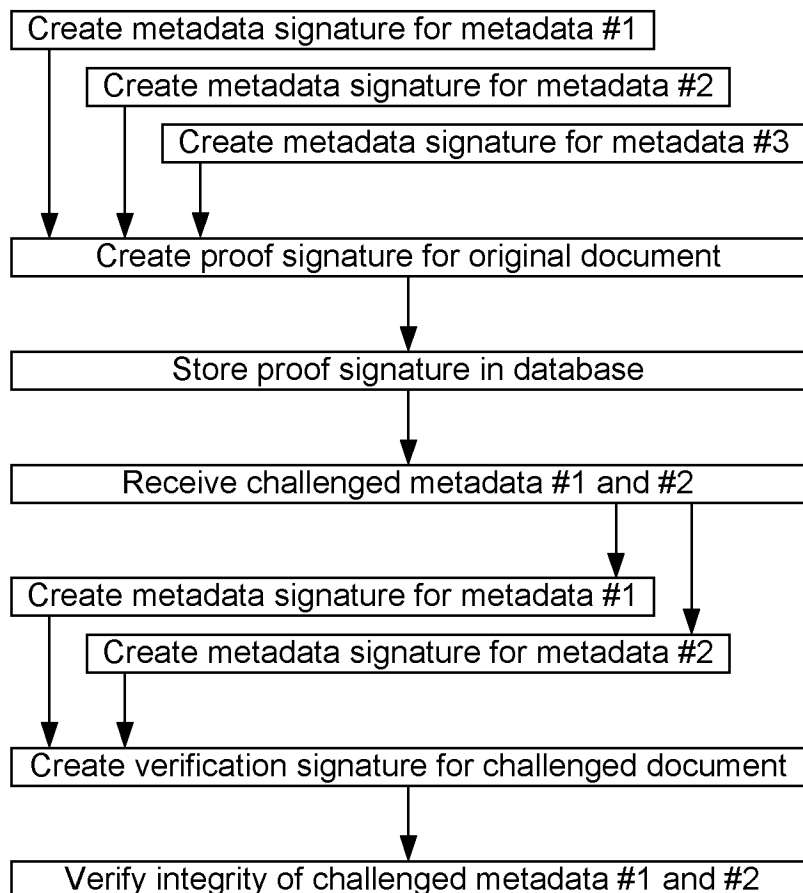 Create metadata signature for metadata #1
Create metadata signature for metadata #2
Create metadata signature for metadata #3
Create proof signature for original document
Store proof signature in database
Receive challenged metadata #1 and #2
Create metadata signature for metadata #1
Create metadata signature for metadata #2
Create verification signature for challenged document
Verify integrity of challenged metadata #1 and #2